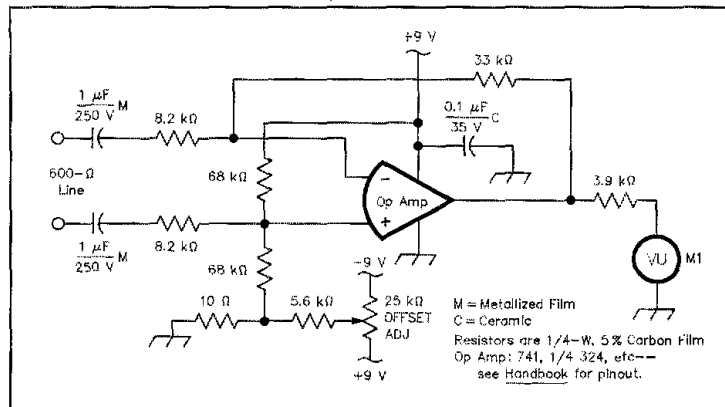 +9 V
33 kΩ
1 μF
250 V
M
8.2 kΩ
0.1 μF
35 V
C
68 kΩ
600-Ω
Line
−
Op Amp
+
3.9 kΩ
1 μF
250 V
M
8.2 kΩ
VU
M1
68 kΩ
-9 V
10 Ω
5.6 kΩ
25 kΩ
OFFSET
ADJ
+9 V
M = Metallized Film
C = Ceramic
Resistors are 1/4-W, 5% Carbon Film
Op Amp: 741, 1/4 324, etc--
see Handbook for pinout.